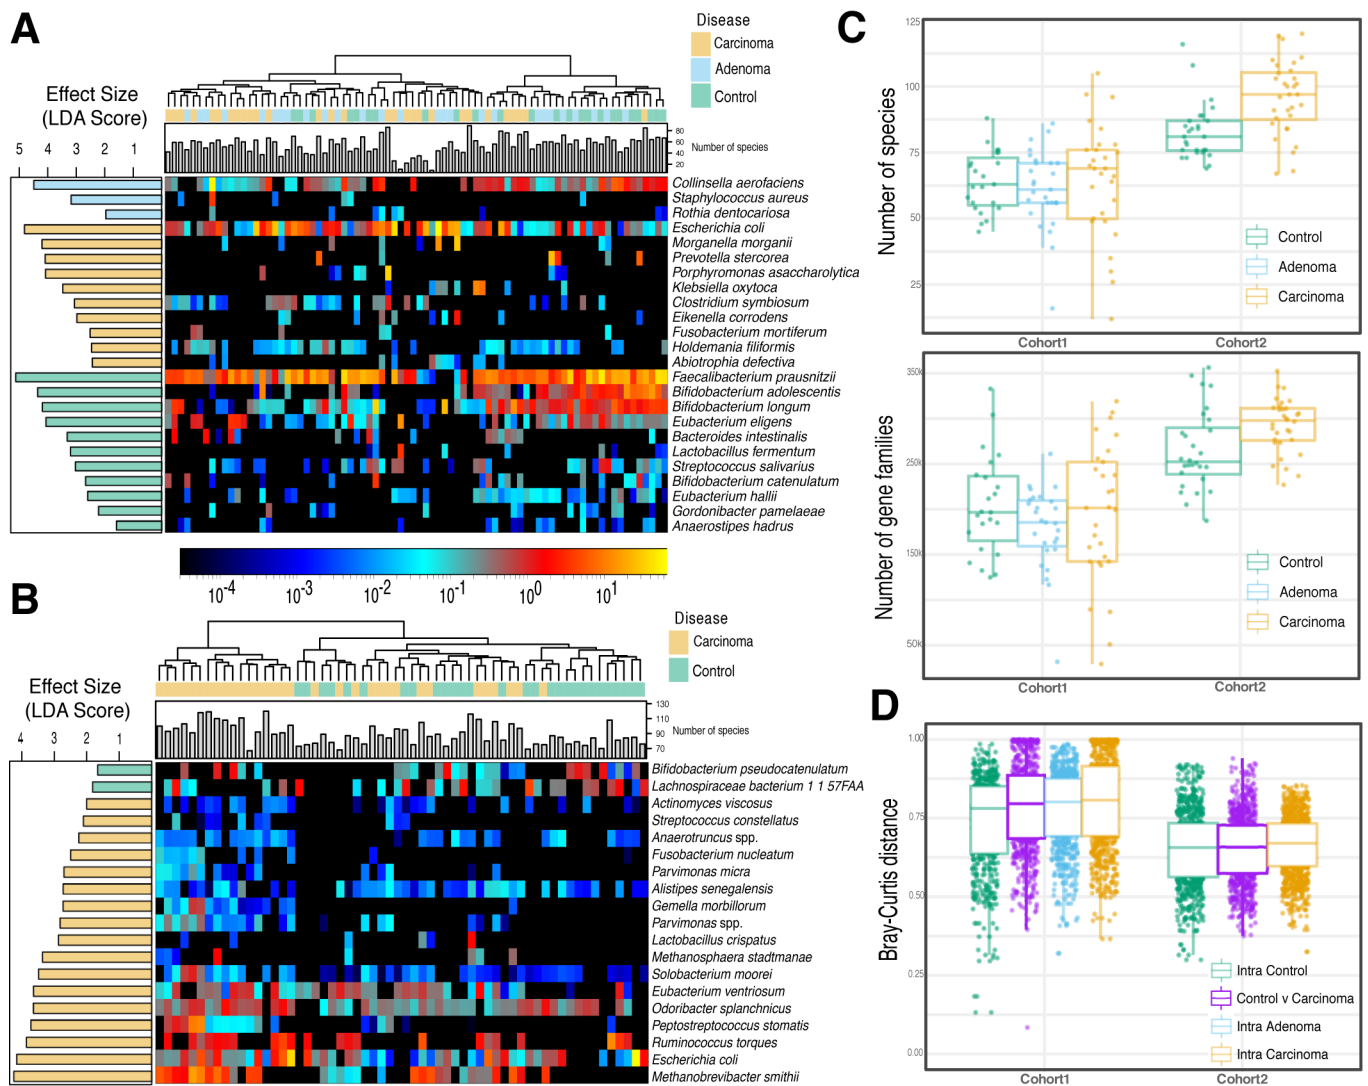 A
Disease
Carcinoma
Adenoma
Control
Effect Size
(LDA Score)
5 4 3 2 1
80
60
40
20
Number of species
Collinsella aerofaciens
Staphylococcus aureus
Rothia dentocariosa
Escherichia coli
Morganella morganii
Prevotella stercorea
Porphyromonas asaccharolytica
Klebsiella oxytoca
Clostridium symbiosum
Eikenella corrodens
Fusobacterium mortiferum
Holdemania filiformis
Abiotrophia defectiva
Faecalibacterium prausnitzii
Bifidobacterium adolescentis
Bifidobacterium longum
Eubacterium eligens
Bacteroides intestinalis
Lactobacillus fermentum
Streptococcus salivarius
Bifidobacterium catenulatum
Eubacterium hallii
Gordonibacter pamelaeae
Anaerostipes hadrus
10-4 10-3 10-2 10-1 100 101
B
Disease
Carcinoma
Control
Effect Size
(LDA Score)
4 3 2 1
130
110
90
70
Number of species
Bifidobacterium pseudocatenulatum
Lachnospiraceae bacterium 1 1 57FAA
Actinomyces viscosus
Streptococcus constellatus
Anaerotruncus spp.
Fusobacterium nucleatum
Parvimonas micra
Alistipes senegalensis
Gemella morbillorum
Parvimonas spp.
Lactobacillus crispatus
Methanosphaera stadtmanae
Solobacterium moorei
Eubacterium ventriosum
Odoribacter splanchnicus
Peptostreptococcus stomatis
Ruminococcus torques
Escherichia coli
Methanobrevibacter smithii
C
Number of species
125
100
75
50
25
Control
Adenoma
Carcinoma
Cohort1 Cohort2
Number of gene families
350k
250k
150k
50k
Control
Adenoma
Carcinoma
Cohort1 Cohort2
D
Bray-Curtis distance
1.00
0.75
0.50
0.25
0.00
Intra Control
Control v Carcinoma
Intra Adenoma
Intra Carcinoma
Cohort1 Cohort2